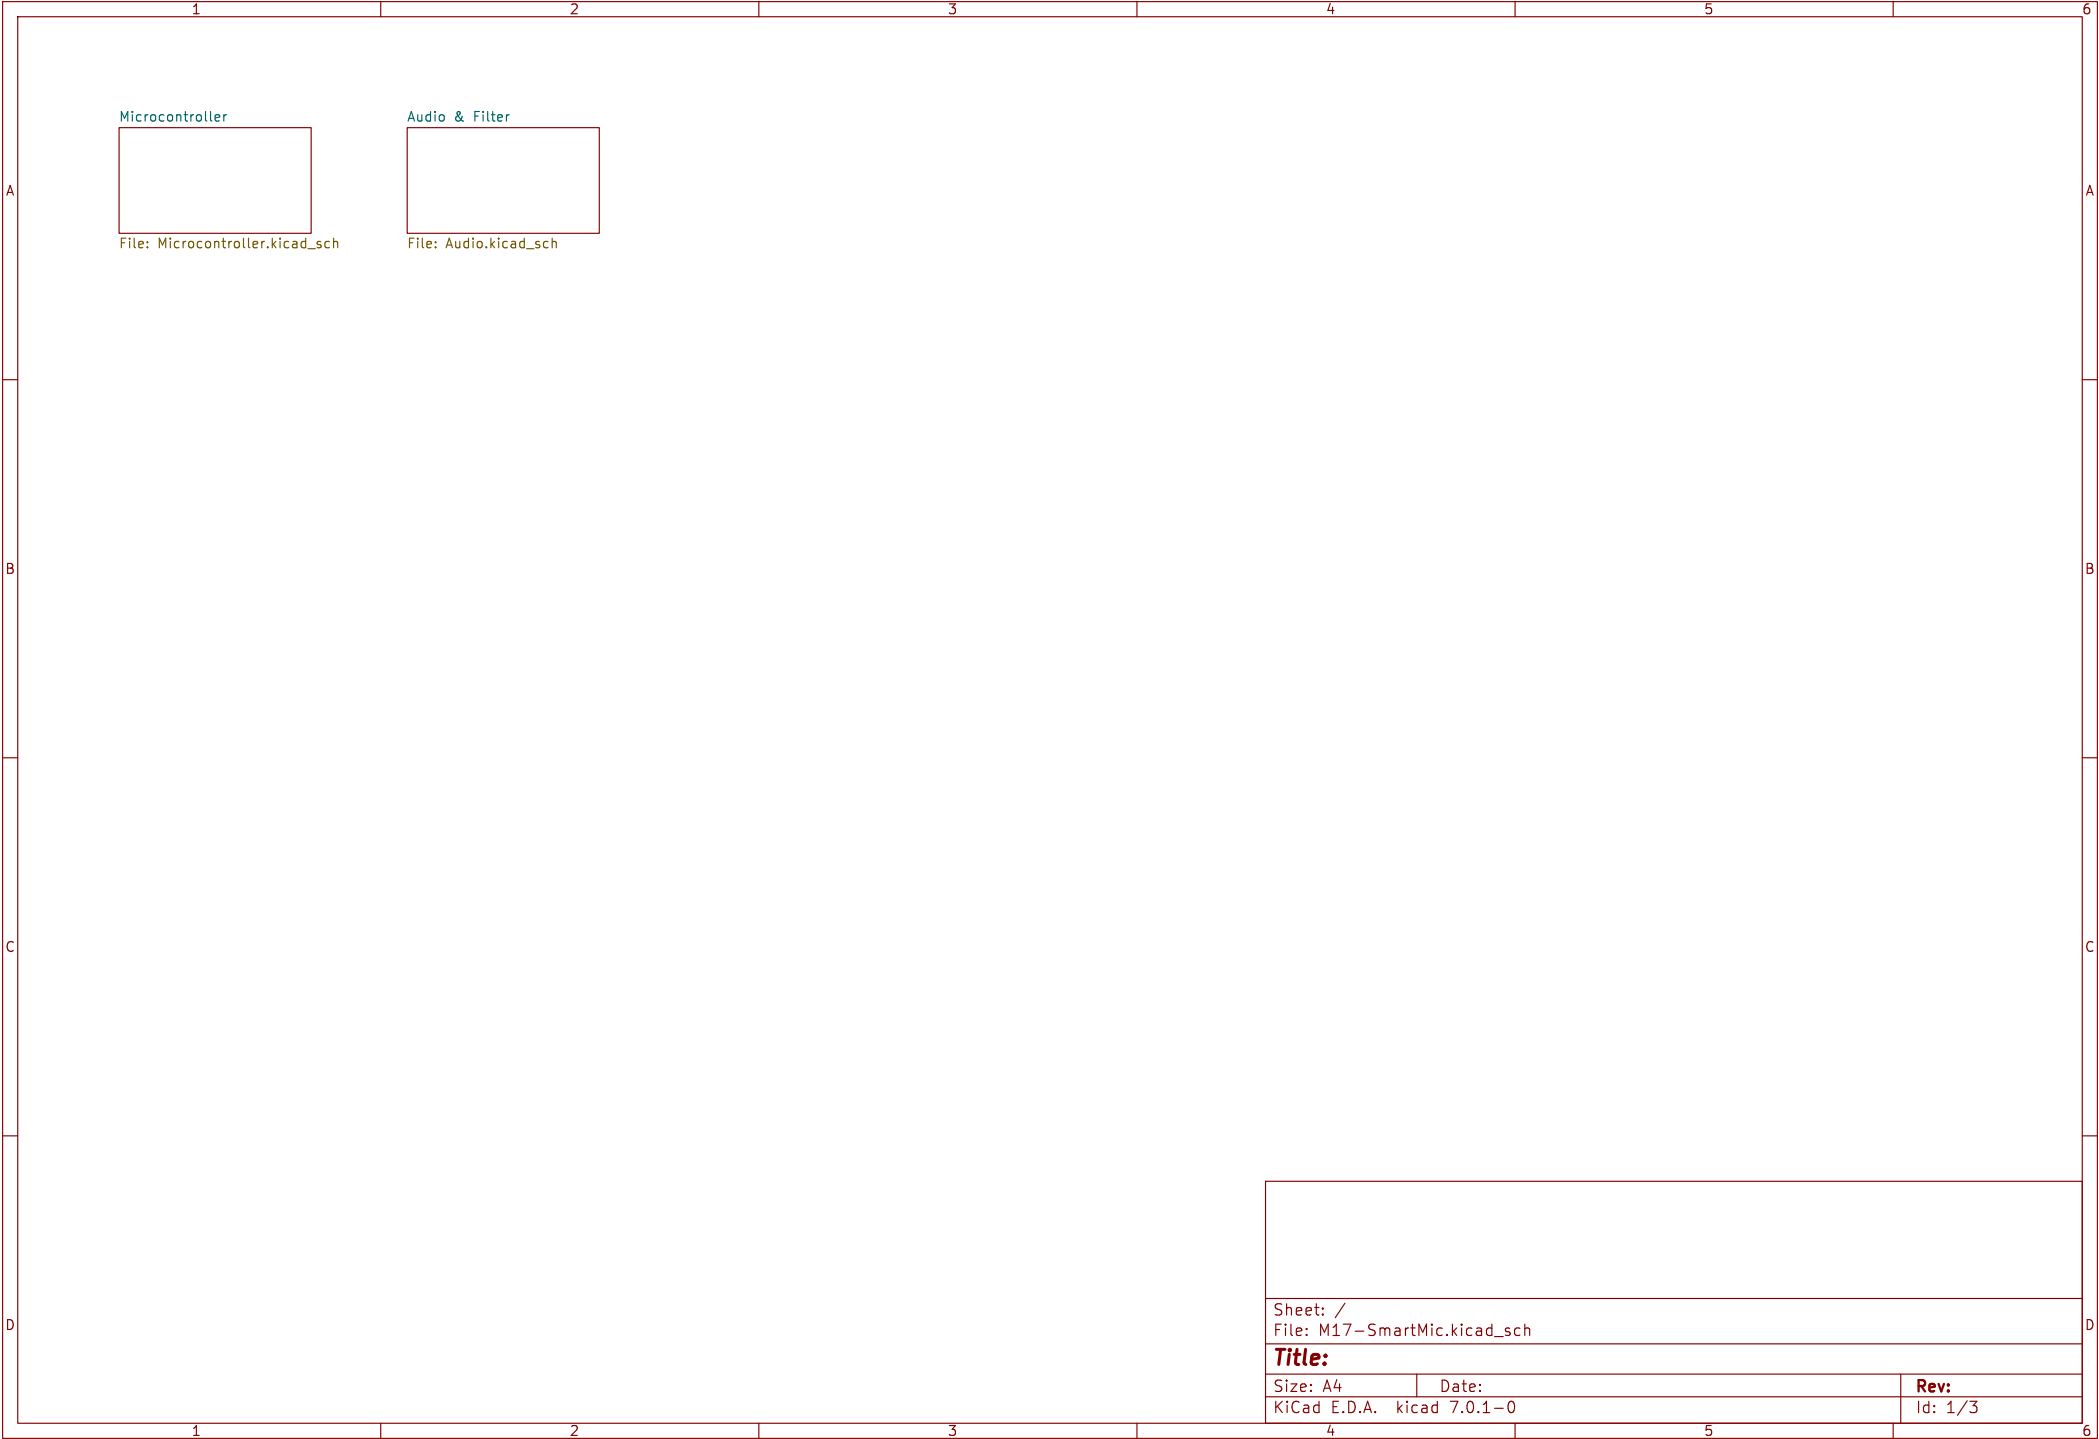 1 2 3 4 5 6
Microcontroller
Audio & Filter
A A
File: Microcontroller.kicad_sch
File: Audio.kicad_sch
B B
C C
Sheet: /
D D
File: M17-SmartMic.kicad_sch
Title:
Size: A4 Date: Rev:
KiCad E.D.A. kicad 7.0.1-0 Id: 1/3
1 2 3 4 5 6